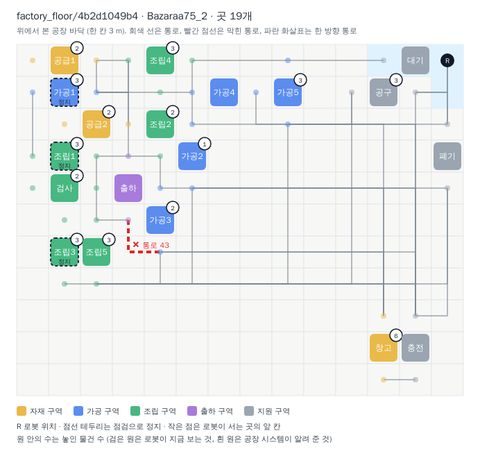 factory_floor/4b2d1049b4 · Bazaraa75_2 · 곳 19개
위에서 본 공장 바닥 (한 칸 3 m). 회색 선은 통로, 빨간 점선은 막힌 통로, 파란 화살표는 한 방향 통로
공급1 2 조립4 3 대기 R
가공1 3 정지 가공4 가공5 3 공구 3
공급2 2 조립2 2
조립1 3 정지 가공2 1 폐기
검사 2 출하
가공3 2
조립3 3 정지 조립5 3 ✕ 통로 43
창고 6 충전
자재 구역 가공 구역 조립 구역 출하 구역 지원 구역
R 로봇 위치 · 점선 테두리는 점검으로 정지 · 작은 점은 로봇이 서는 곳의 앞 칸
원 안의 수는 놓인 물건 수 (검은 원은 로봇이 지금 보는 것, 흰 원은 공장 시스템이 알려 준 것)